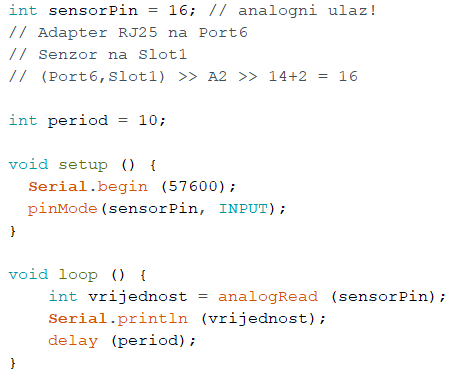 int sensorPin = 16; // analogni ulaz!
// Adapter RJ25 na Port6
// Senzor na Slot1
// (Port6,Slot1) >> A2 >> 14+2 = 16
int period = 10;
void setup () {
Serial.begin (57600);
pinMode(sensorPin, INPUT);
}
void loop () {
int vrijednost = analogRead (sensorPin);
Serial.println (vrijednost);
delay (period);
}